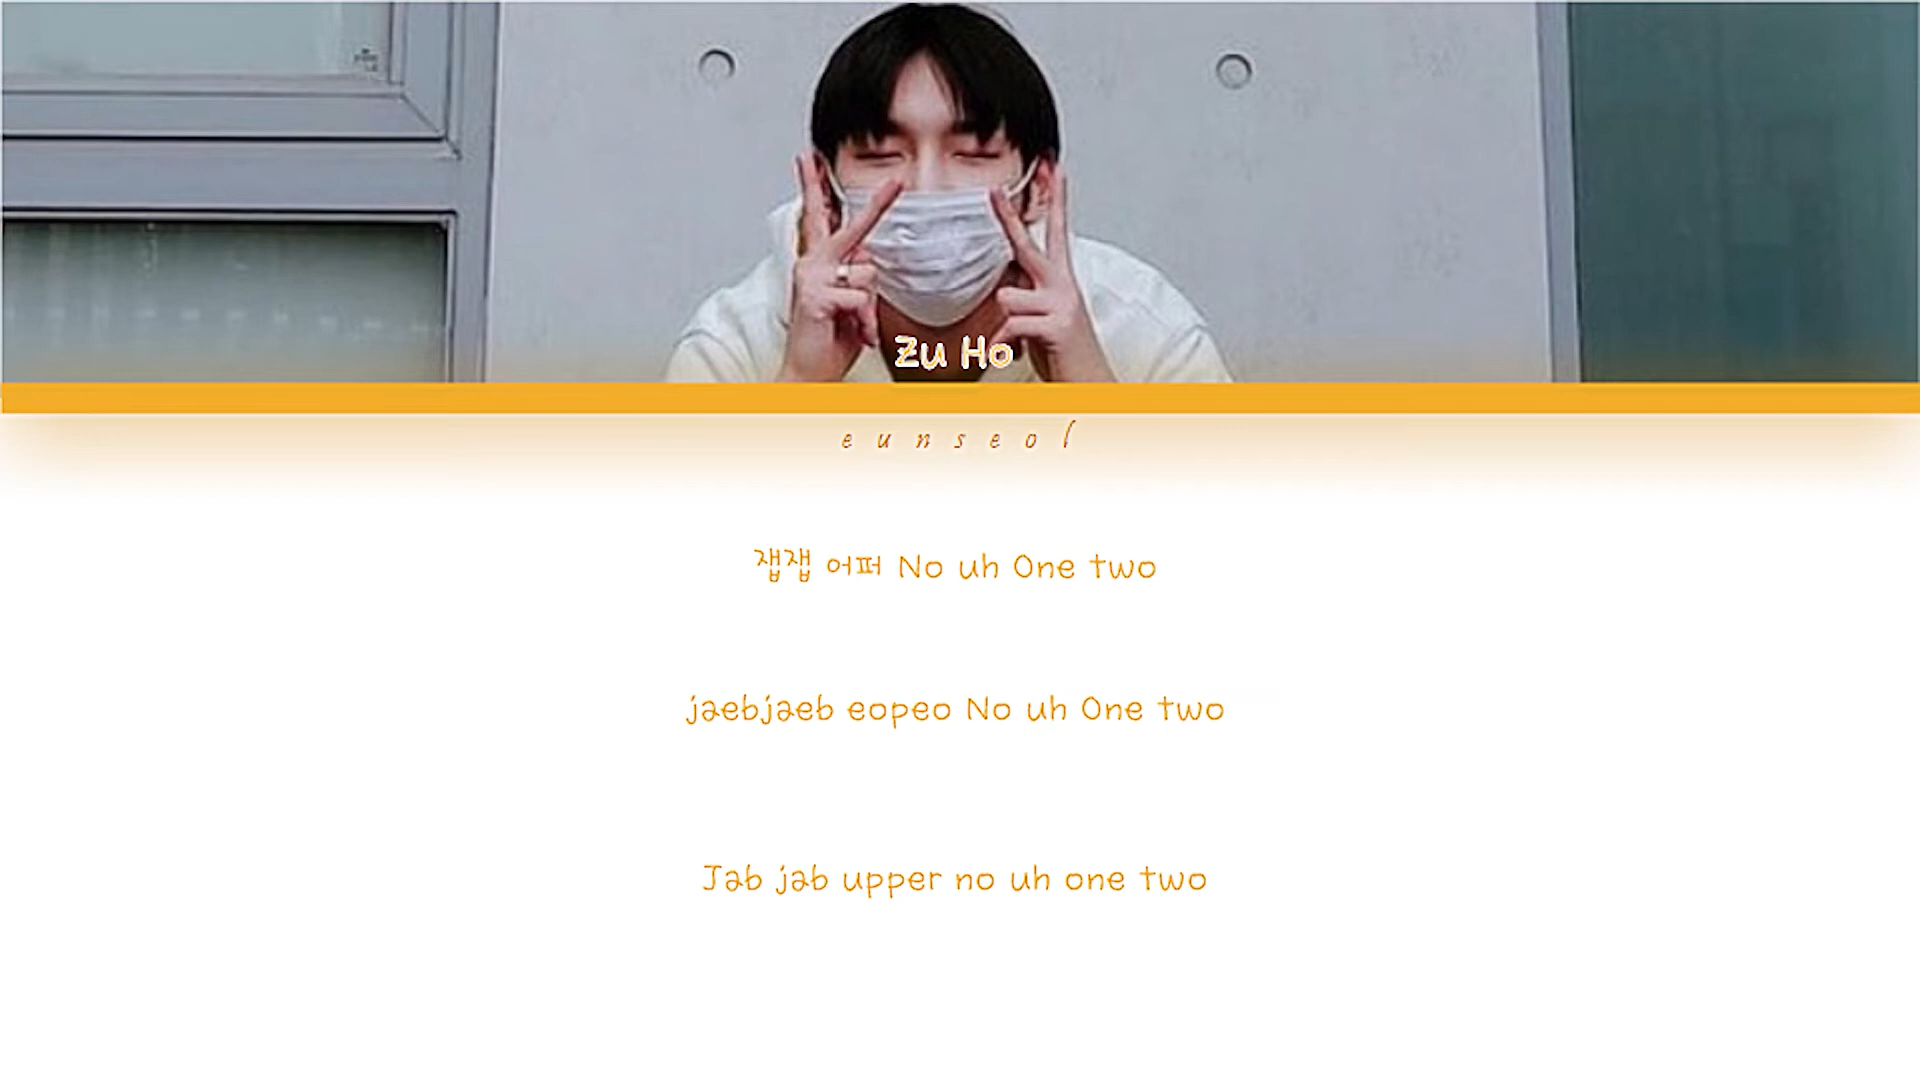 Zu Ho
eunseol
잽잽 어퍼 No uh One two
jaebjaeb eopeo No uh One two
Jab jab upper no uh one two